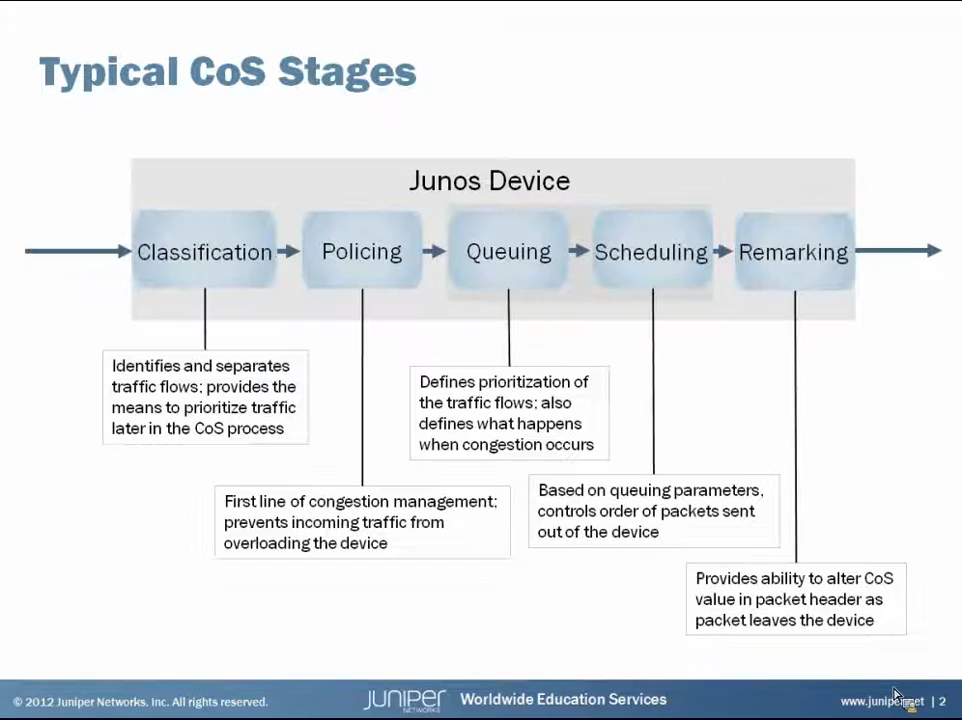 Typical CoS Stages
Junos Device
Classification
Policing
Queuing
Scheduling
Remarking
Identifies and separates
traffic flows; provides the
means to prioritize traffic
later in the CoS process
Defines prioritization of
the traffic flows; also
defines what happens
when congestion occurs
First line of congestion management;
prevents incoming traffic from
overloading the device
Based on queuing parameters,
controls order of packets sent
out of the device
Provides ability to alter CoS
value in packet header as
packet leaves the device
© 2012 Juniper Networks, Inc. All rights reserved.
JUNIPER
NETWORKS
Worldwide Education Services
www.juniper.net | 2